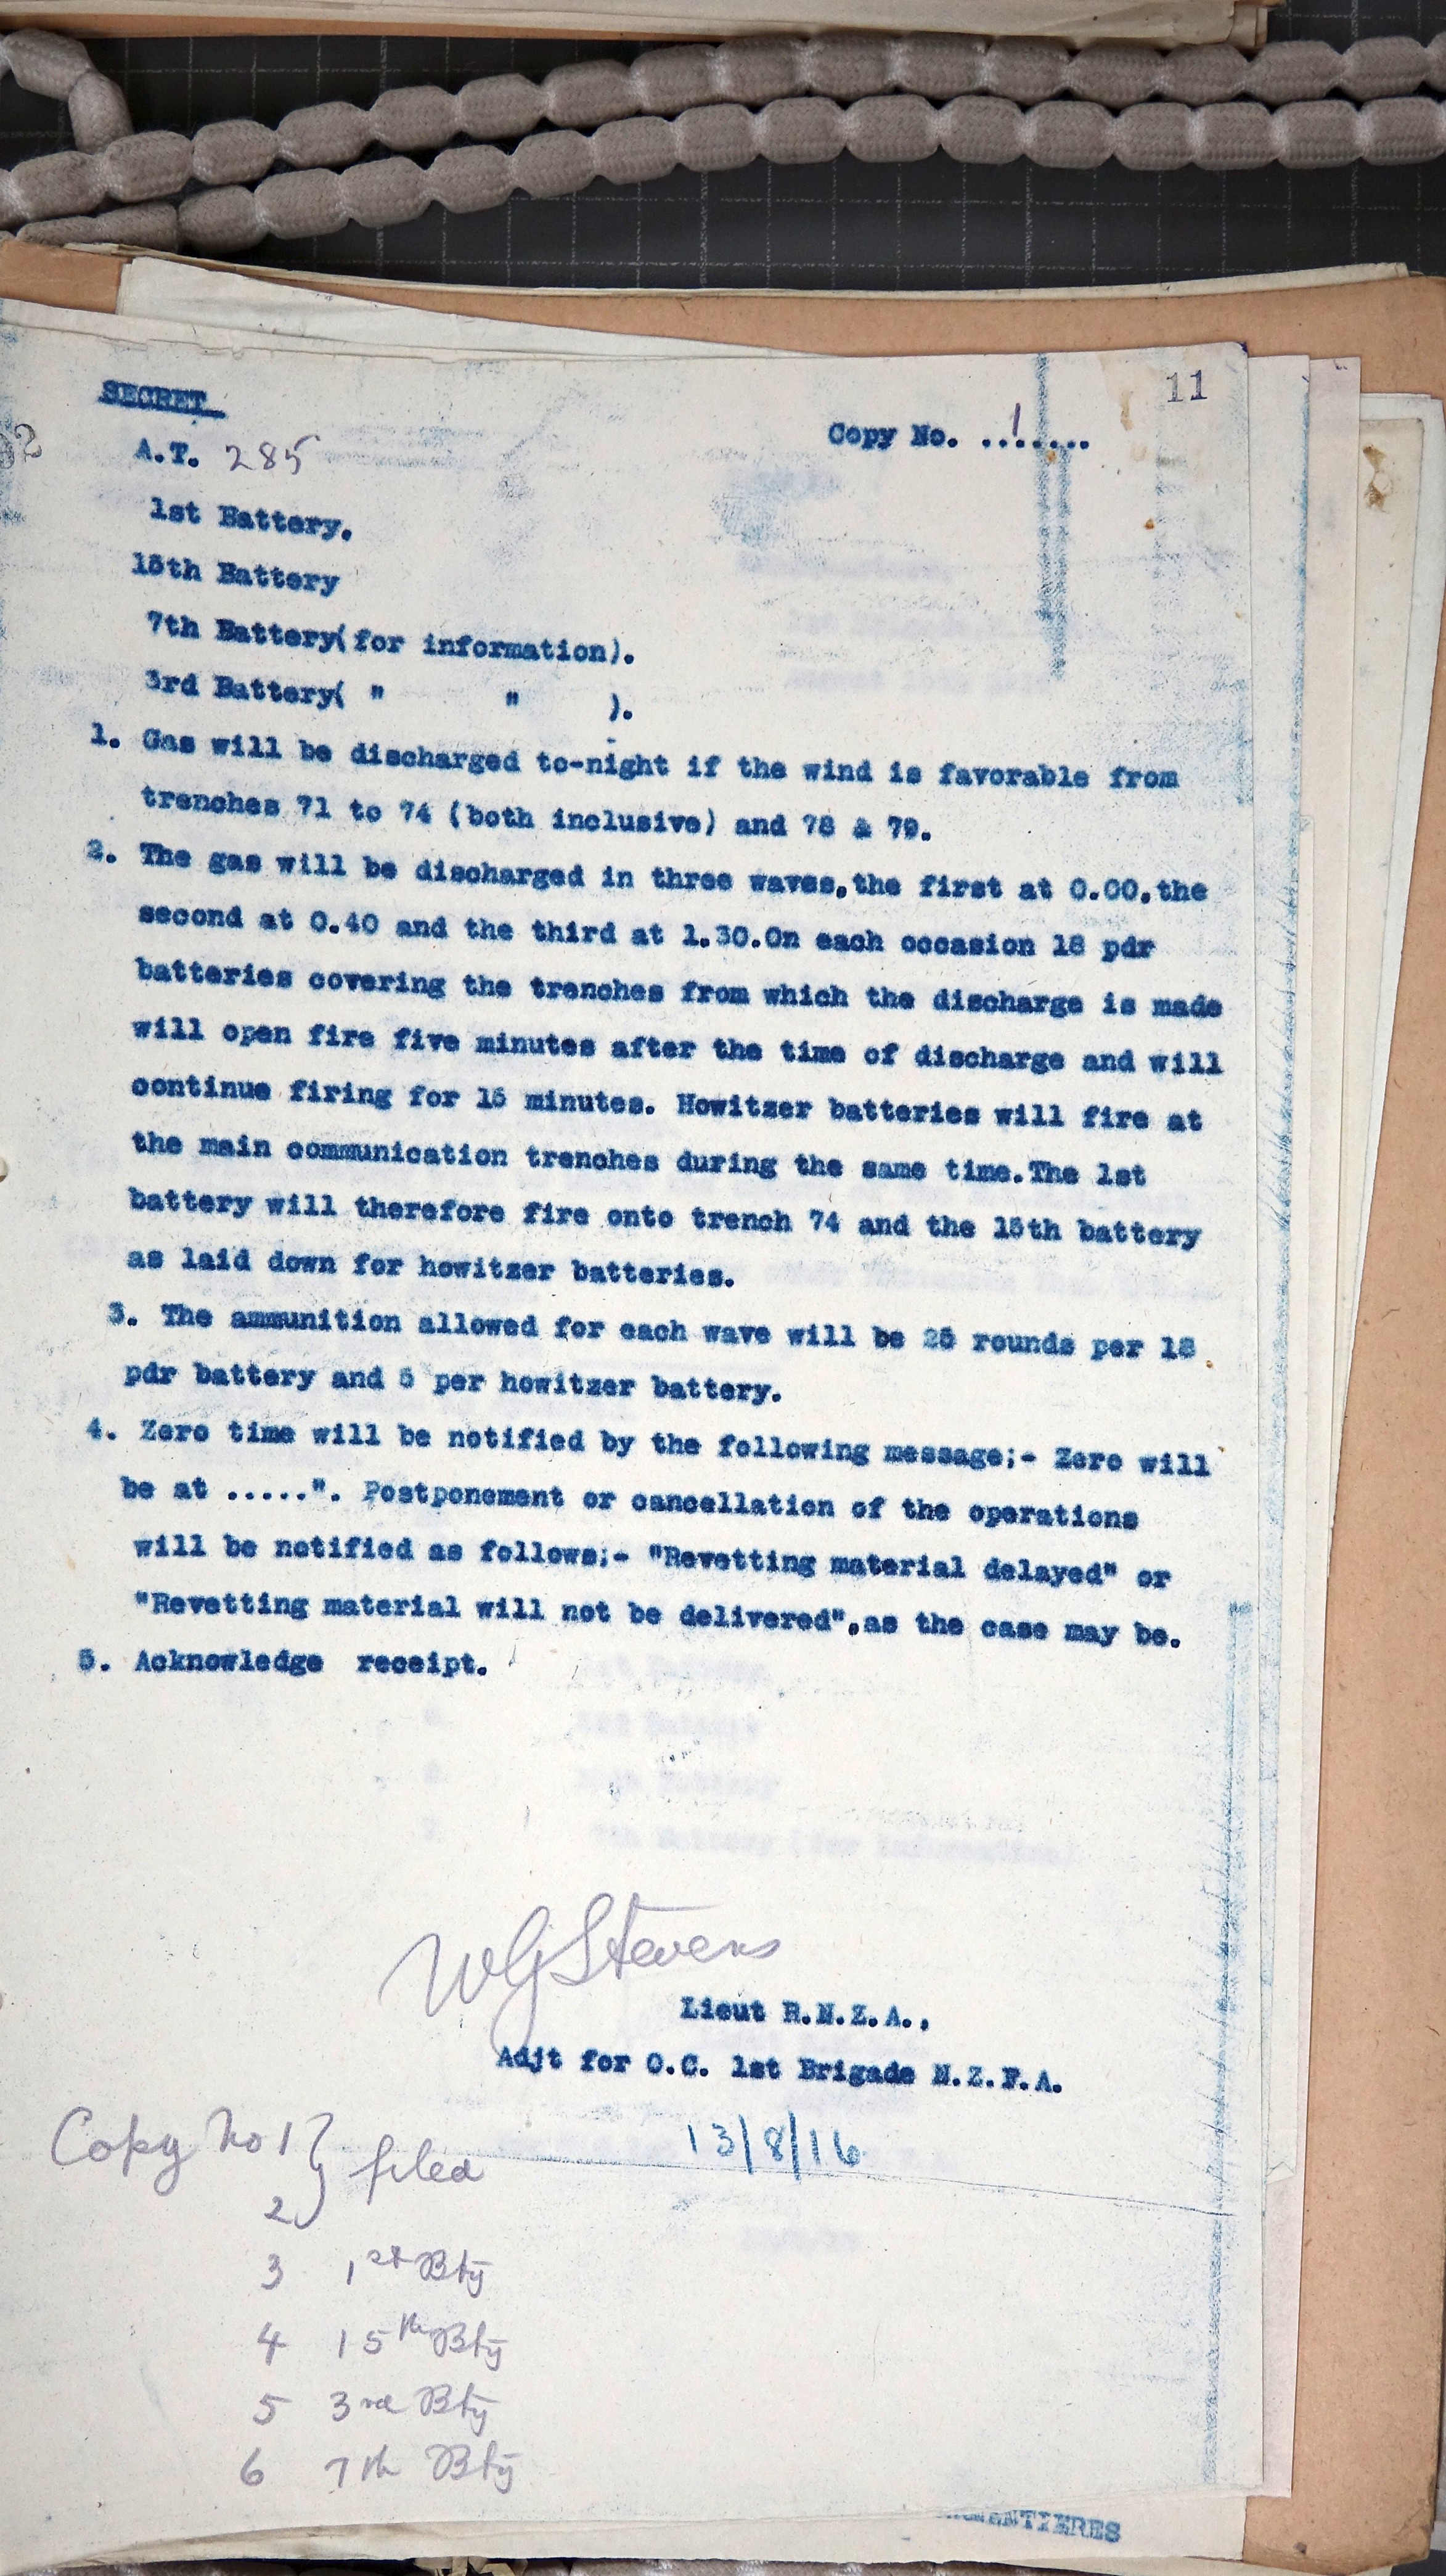 11
SECRET
Copy No. ..1.....
A.T. 285
1st Battery.
15th Battery
7th Battery(for information).
3rd Battery( " " ).
1. Gas will be discharged to-night if the wind is favorable from
trenches 71 to 74 (both inclusive) and 78 & 79.
2. The gas will be discharged in three waves,the first at 0.00,the
second at 0.40 and the third at 1.30.On each occasion 18 pdr
batteries covering the trenches from which the discharge is made
will open fire five minutes after the time of discharge and will
continue firing for 15 minutes. Howitzer batteries will fire at
the main communication trenches during the same time.The 1st
battery will therefore fire onto trench 74 and the 15th battery
as laid down for howitzer batteries.
3. The ammunition allowed for each wave will be 25 rounds per 18
pdr battery and 5 per howitzer battery.
4. Zero time will be notified by the following message;- Zero will
be at .....". Postponement or cancellation of the operations
will be notified as follows;- "Revetting material delayed" or
"Revetting material will not be delivered",as the case may be.
5. Acknowledge receipt.
WGStevens
Lieut R.N.Z.A.,
Adjt for O.C. 1st Brigade N.Z.F.A.
13/8/16
Copy no 1 } filed
2
3 1st Bty
4 15th Bty
5 3rd Bty
6 7th Bty